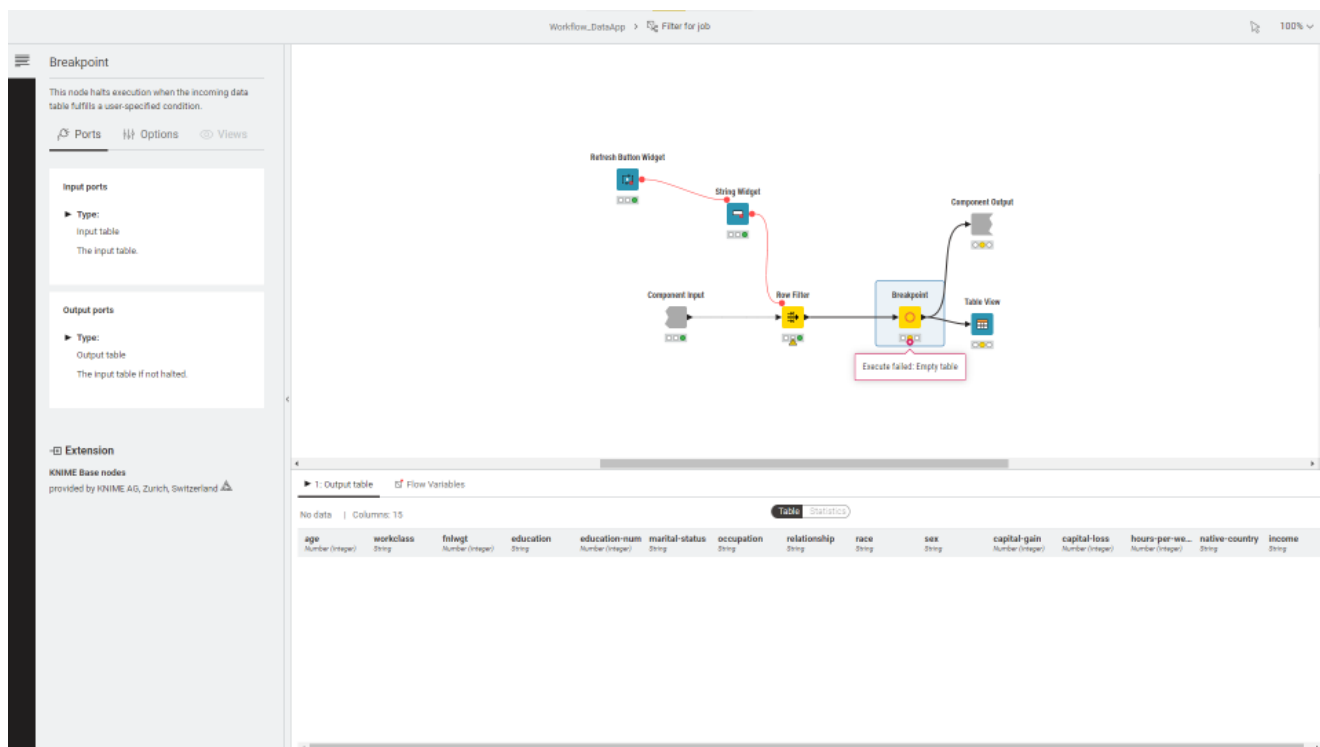 Workflow_DataApp > Filter for job
100%
Breakpoint
This node halts execution when the incoming data
table fulfills a user-specified condition.
Ports Options Views
Input ports
Type:
Input table
The input table.
Output ports
Type:
Output table
The input table if not halted.
Extension
KNIME Base nodes
provided by KNIME AG, Zurich, Switzerland
Refresh Button Widget
String Widget
Component Output
Component Input
Row Filter
Breakpoint
Table View
Execute failed: Empty table
1: Output table Flow Variables
No data | Columns: 15
Table Statistics
age workclass fnlwgt education education-num marital-status occupation relationship race sex capital-gain capital-loss hours-per-we... native-country income
Number (integer) String Number (integer) String Number (integer) String String String String String Number (integer) Number (integer) Number (integer) String String